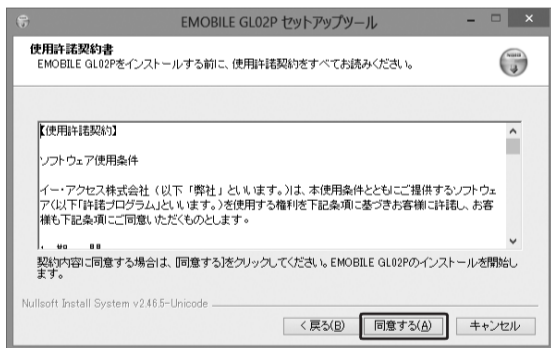 EMOBILE GL02P セットアップツール
使用許諾契約書
EMOBILE GL02Pをインストールする前に、使用許諾契約をすべてお読みください。
【使用許諾契約】
ソフトウェア使用条件
イー・アクセス株式会社（以下「弊社」といいます。）は、本使用条件とともにご提供するソフトウェ
ア（以下「許諾プログラム」といいます。）を使用する権利を下記条項に基づきお客様に許諾し、お客
様も下記条項にご同意いただくものとします。
契約内容に同意する場合は、[同意する]をクリックしてください。EMOBILE GL02Pのインストールを開始し
ます。
Nullsoft Install System v2.46.5-Unicode
< 戻る(B)
同意する(A)
キャンセル